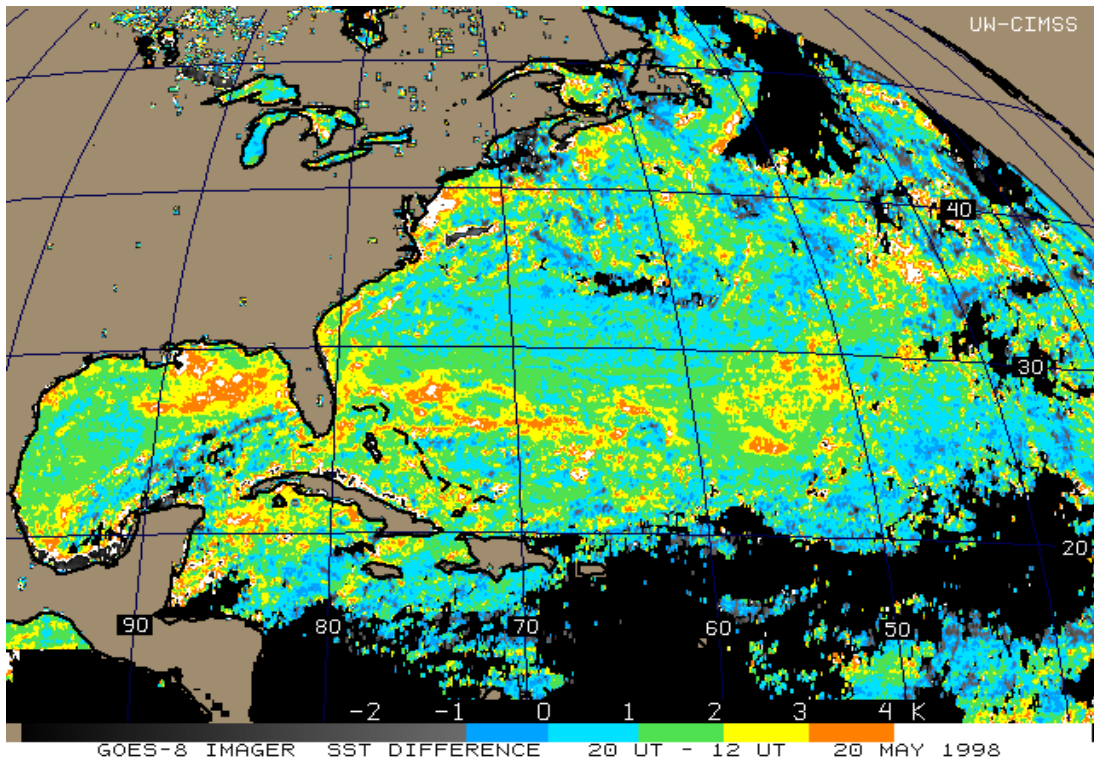 UW-CIMSS
40
30
20
90 80 70 60 50
-2 -1 0 1 2 3 4 K
GOES-8 IMAGER SST DIFFERENCE 20 UT - 12 UT 20 MAY 1998